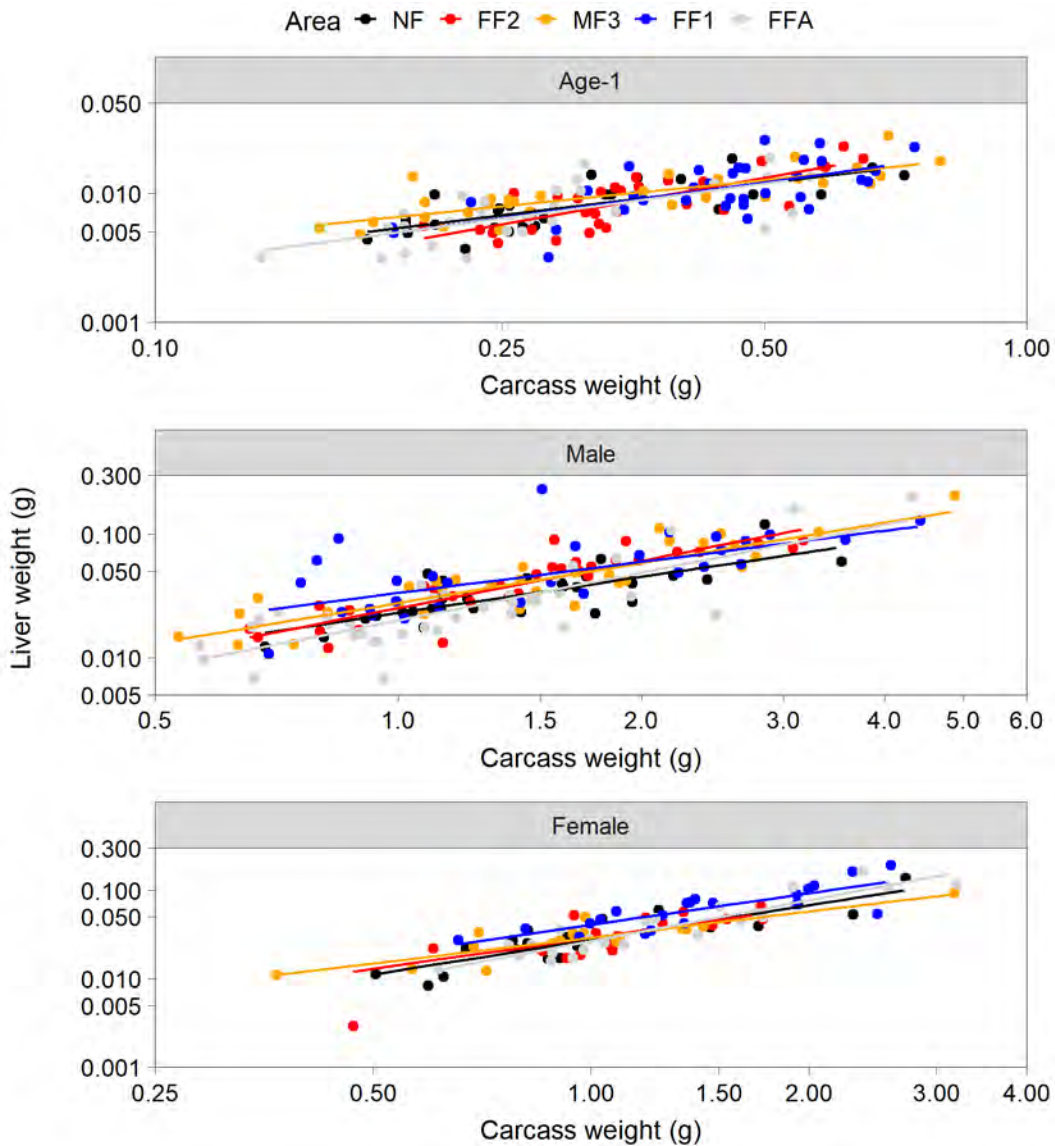 Area NF FF2 MF3 FF1 FFA
Age-1
0.050
0.010
0.005
0.001
0.10 0.25 0.50 1.00
Carcass weight (g)
Male
0.300
0.100
0.050
0.010
0.005
0.5 1.0 1.5 2.0 3.0 4.0 5.0 6.0
Carcass weight (g)
Liver weight (g)
Female
0.300
0.100
0.050
0.010
0.005
0.001
0.25 0.50 1.00 1.50 2.00 3.00 4.00
Carcass weight (g)